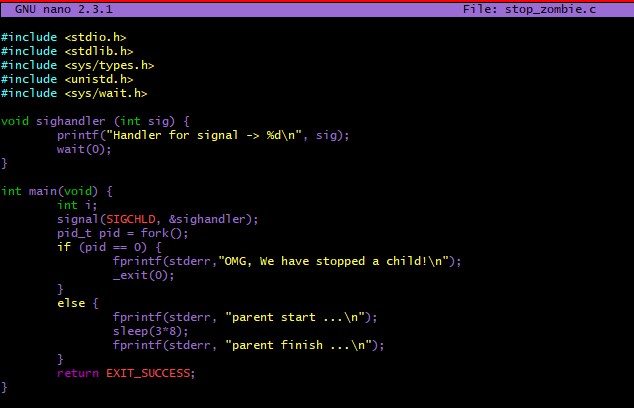 GNU nano 2.3.1 File: stop_zombie.c
#include <stdio.h>
#include <stdlib.h>
#include <sys/types.h>
#include <unistd.h>
#include <sys/wait.h>
void sighandler (int sig) {
printf("Handler for signal -> %d\n", sig);
wait(0);
}
int main(void) {
int i;
signal(SIGCHLD, &sighandler);
pid_t pid = fork();
if (pid == 0) {
fprintf(stderr,"OMG, We have stopped a child!\n");
_exit(0);
}
else {
fprintf(stderr, "parent start ...\n");
sleep(3*8);
fprintf(stderr, "parent finish ...\n");
}
return EXIT_SUCCESS;
}